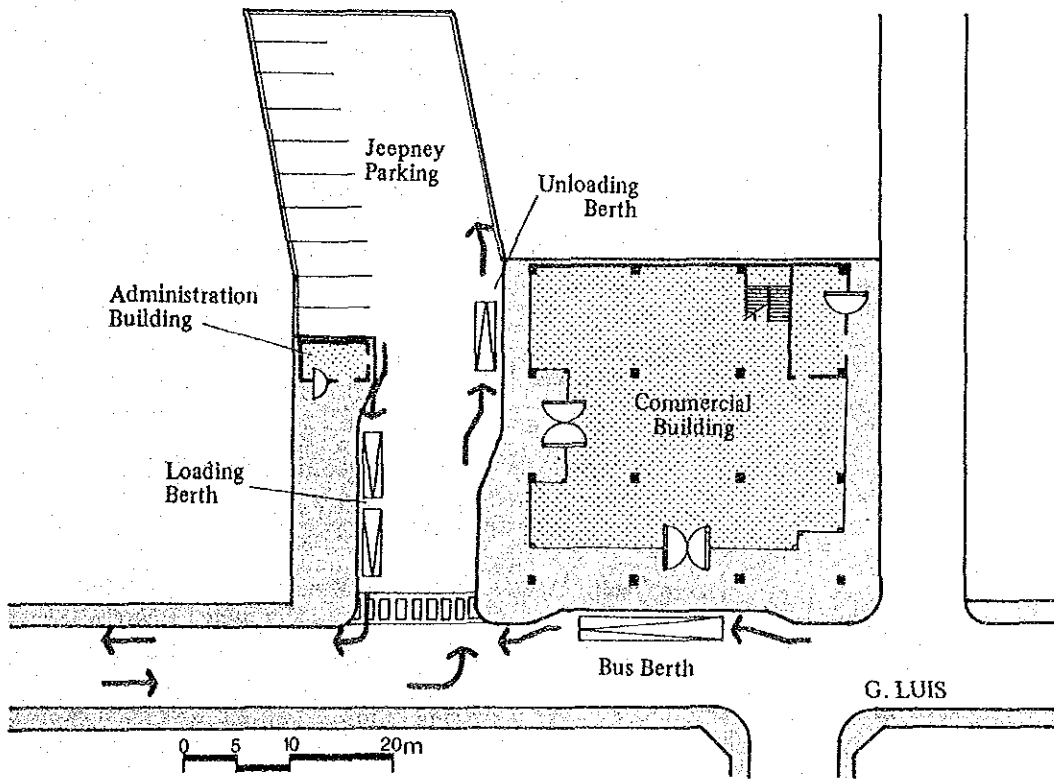 Jeepney
Parking
Unloading
Berth
Administration
Building
Commercial
Building
Loading
Berth
Bus Berth
G. LUIS
0 5 10 20m